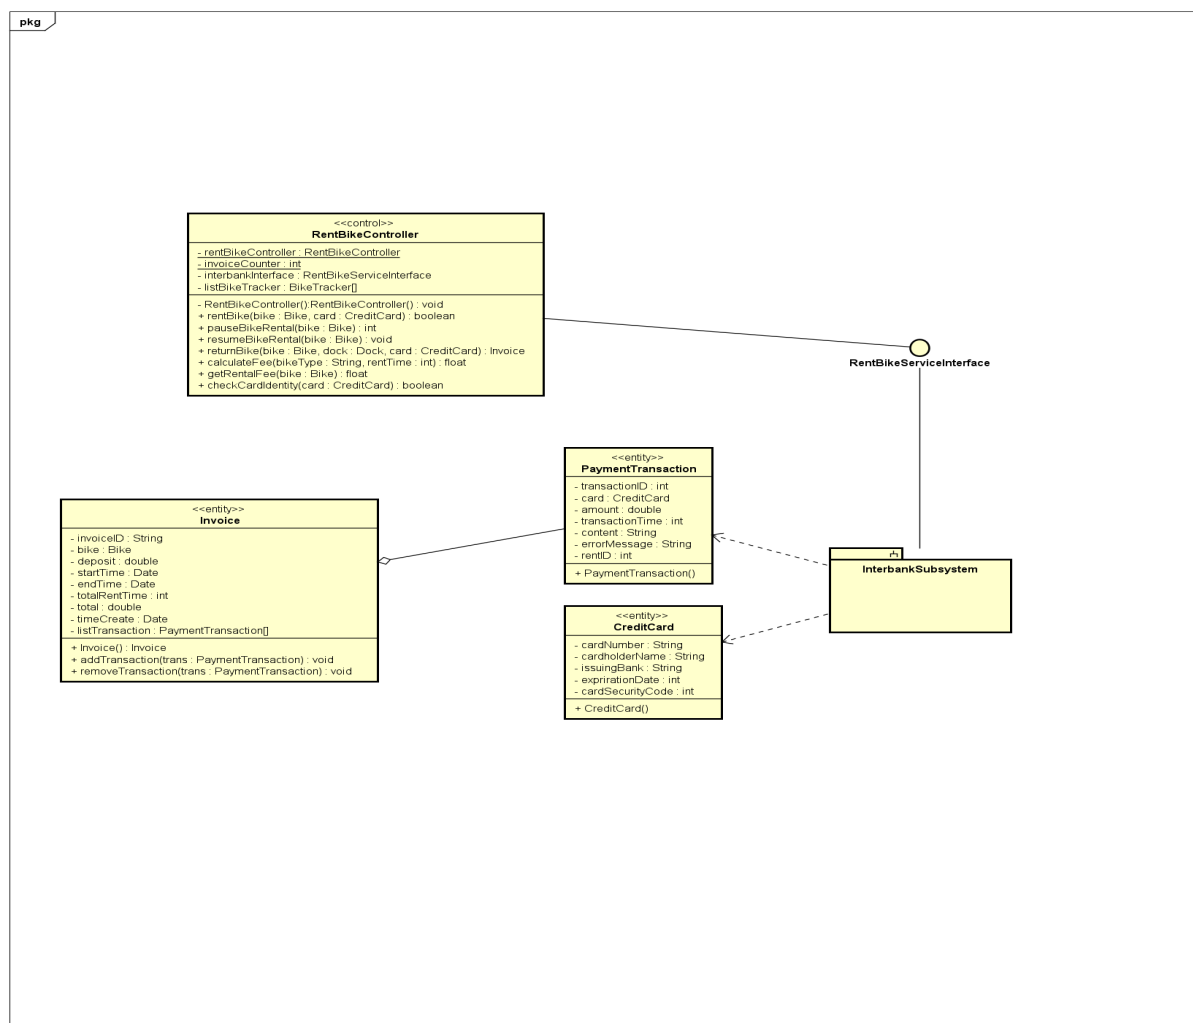 pkg
<<control>>
RentBikeController
- rentBikeController : RentBikeController
- invoiceCounter : int
- interbankInterface : RentBikeServiceInterface
- listBikeTracker : BikeTracker[]
- RentBikeController():RentBikeController() : void
+ rentBike(bike : Bike, card : CreditCard) : boolean
+ pauseBikeRental(bike : Bike) : int
+ resumeBikeRental(bike : Bike) : void
+ returnBike(bike : Bike, dock : Dock, card : CreditCard) : Invoice
+ calculateFee(bikeType : String, rentTime : int) : float
+ getRentalFee(bike : Bike) : float
+ checkCardIdentity(card : CreditCard) : boolean
RentBikeServiceInterface
<<entity>>
PaymentTransaction
- transactionID : int
- card : CreditCard
- amount : double
- transactionTime : int
- content : String
- errorMessage : String
- rentID : int
+ PaymentTransaction()
<<entity>>
Invoice
- invoiceID : String
- bike : Bike
- deposit : double
- startTime : Date
- endTime : Date
- totalRentTime : int
- total : double
- timeCreate : Date
- listTransaction : PaymentTransaction[]
+ Invoice() : Invoice
+ addTransaction(trans : PaymentTransaction) : void
+ removeTransaction(trans : PaymentTransaction) : void
InterbankSubsystem
<<entity>>
CreditCard
- cardNumber : String
- cardholderName : String
- issuingBank : String
- exprirationDate : int
- cardSecurityCode : int
+ CreditCard()